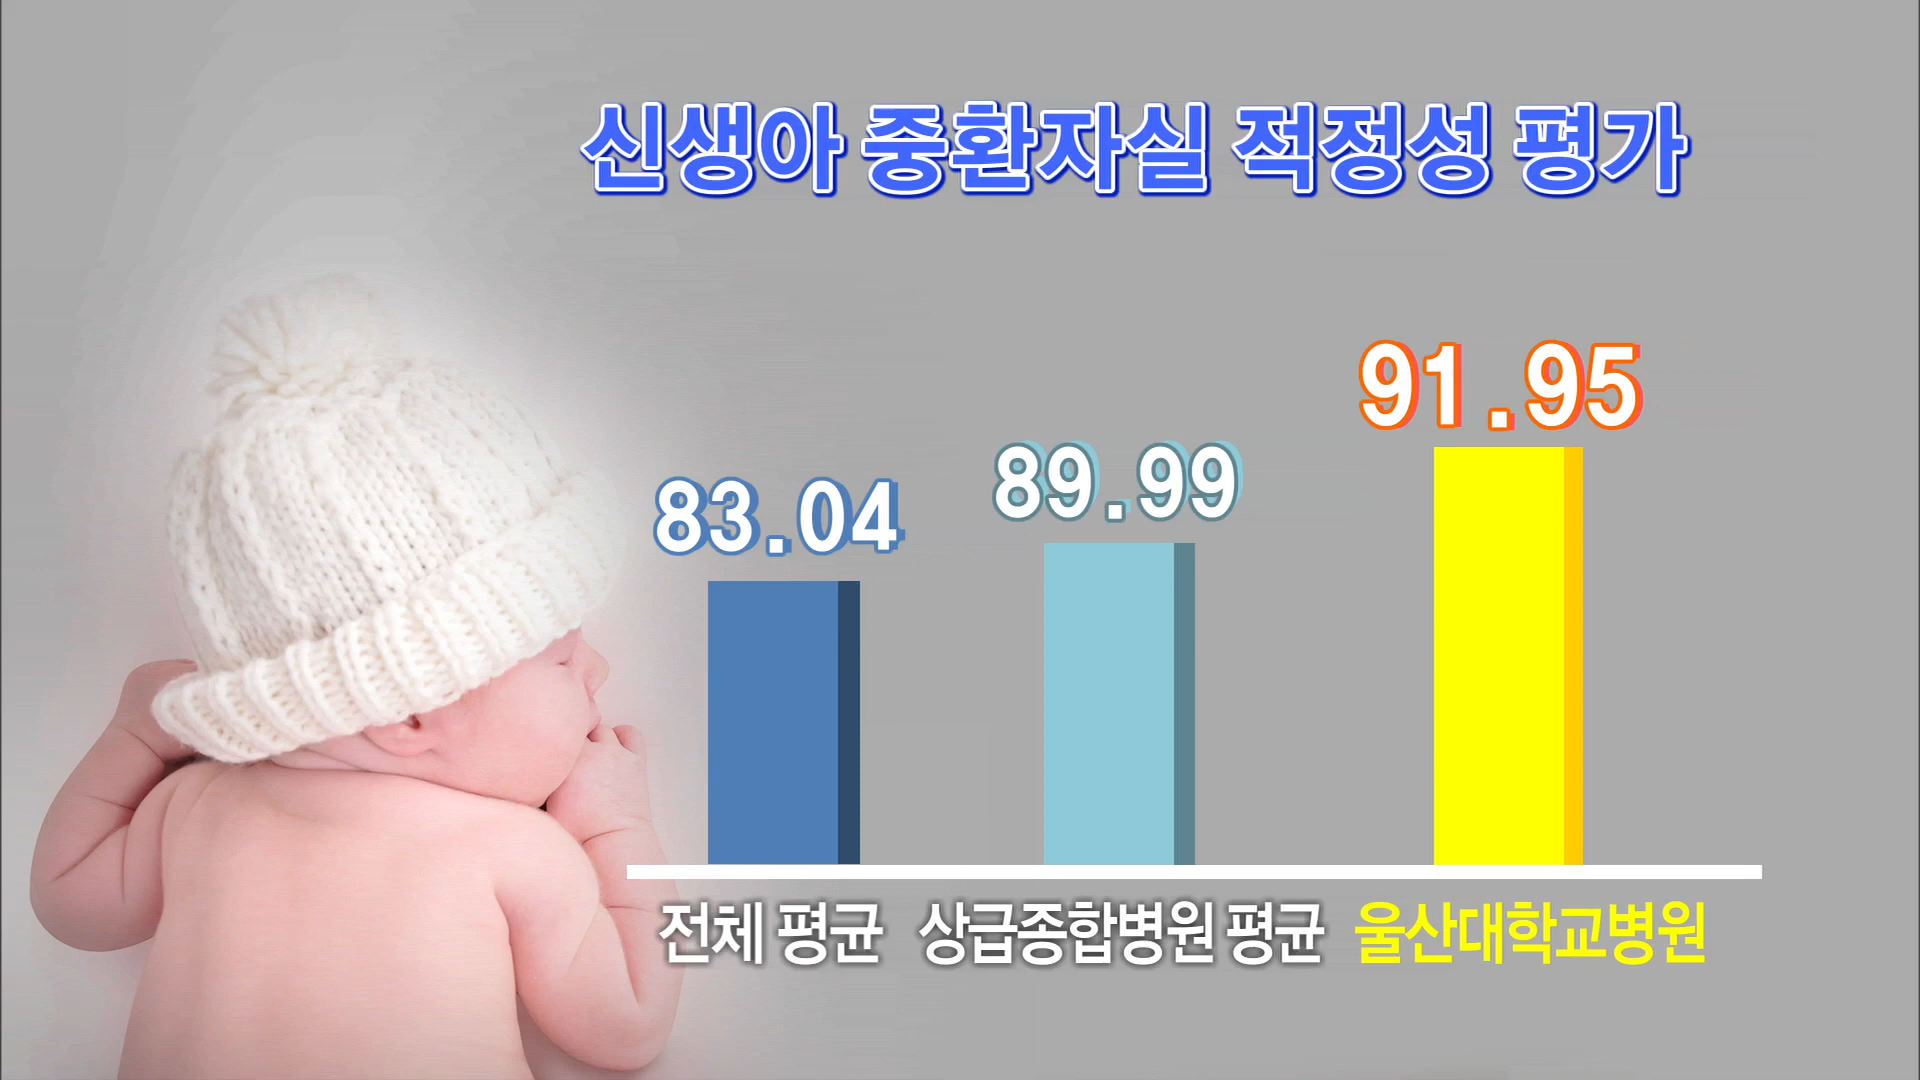 신생아 중환자실 적정성 평가
83.04
89.99
91.95
전체 평균
상급종합병원 평균
울산대학교병원